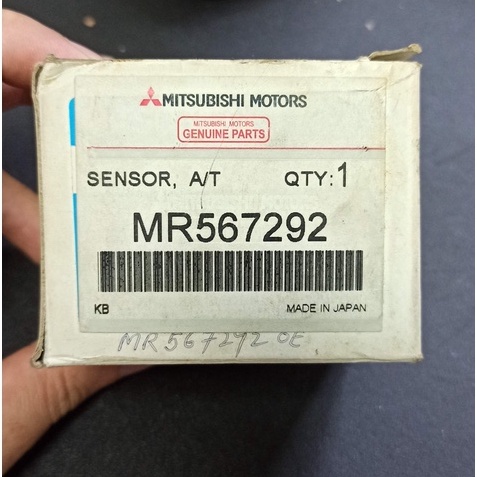 MITSUBISHI MOTORS
MITSUBISHI MOTORS
GENUINE PARTS
SENSOR, A/T QTY:1
MR567292
KB MADE IN JAPAN
MR567292 OE